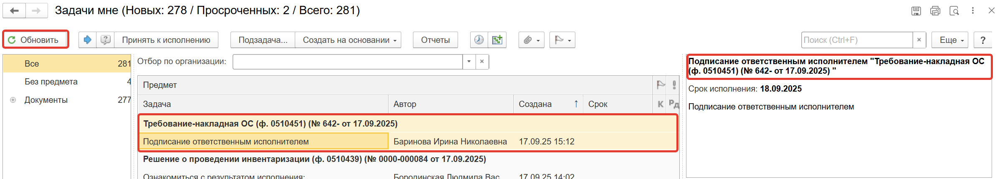 Задачи мне (Новых: 278 / Просроченных: 2 / Всего: 281)
Обновить
Принять к исполнению
Подзадача...
Создать на основании
Отчеты
Поиск (Ctrl+F)
×
Еще
?
Все 281
Без предмета 4
Документы 277
Отбор по организации:
×
Предмет
Задача Автор Создана ↑ Срок К Рд
Требование-накладная ОС (ф. 0510451) (№ 642- от 17.09.2025)
Подписание ответственным исполнителем Баринова Ирина Николаевна 17.09.25 15:12
Решение о проведении инвентаризации (ф. 0510439) (№ 0000-000084 от 17.09.2025)
Ознакомиться с результатом исполнения: Бородинская Людмила Вас... 17.09.25 14:02
Подписание ответственным исполнителем "Требование-накладная ОС
(ф. 0510451) (№ 642- от 17.09.2025) "
Срок исполнения: 18.09.2025
Подписание ответственным исполнителем